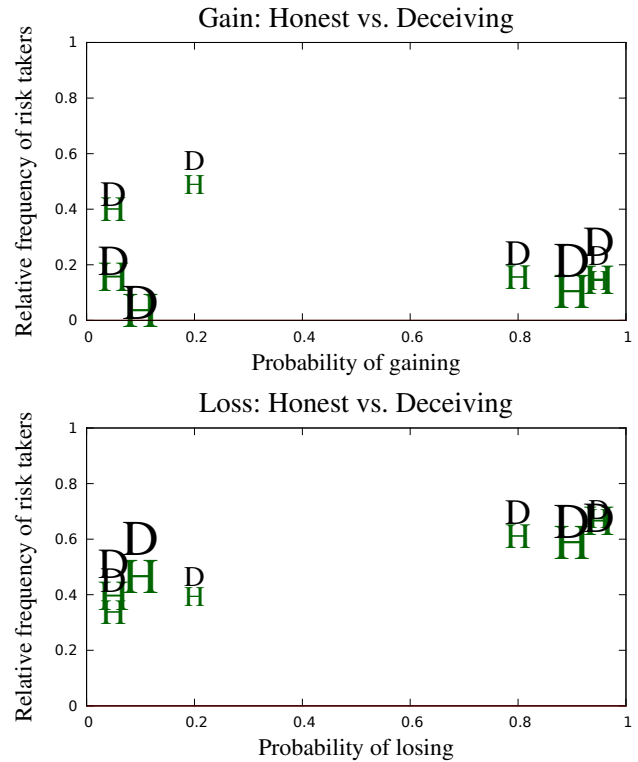 Gain: Honest vs. Deceiving
Relative frequency of risk takers
1
0.8
0.6
0.4
0.2
0
D
H
D
H
D
H
D
H
D
H
D
H
D
H
D
H
0
0.2
0.4
0.6
0.8
1
Probability of gaining
Loss: Honest vs. Deceiving
Relative frequency of risk takers
1
0.8
0.6
0.4
0.2
0
D
H
D
H
D
H
D
H
D
H
D
H
D
H
D
H
0
0.2
0.4
0.6
0.8
1
Probability of losing